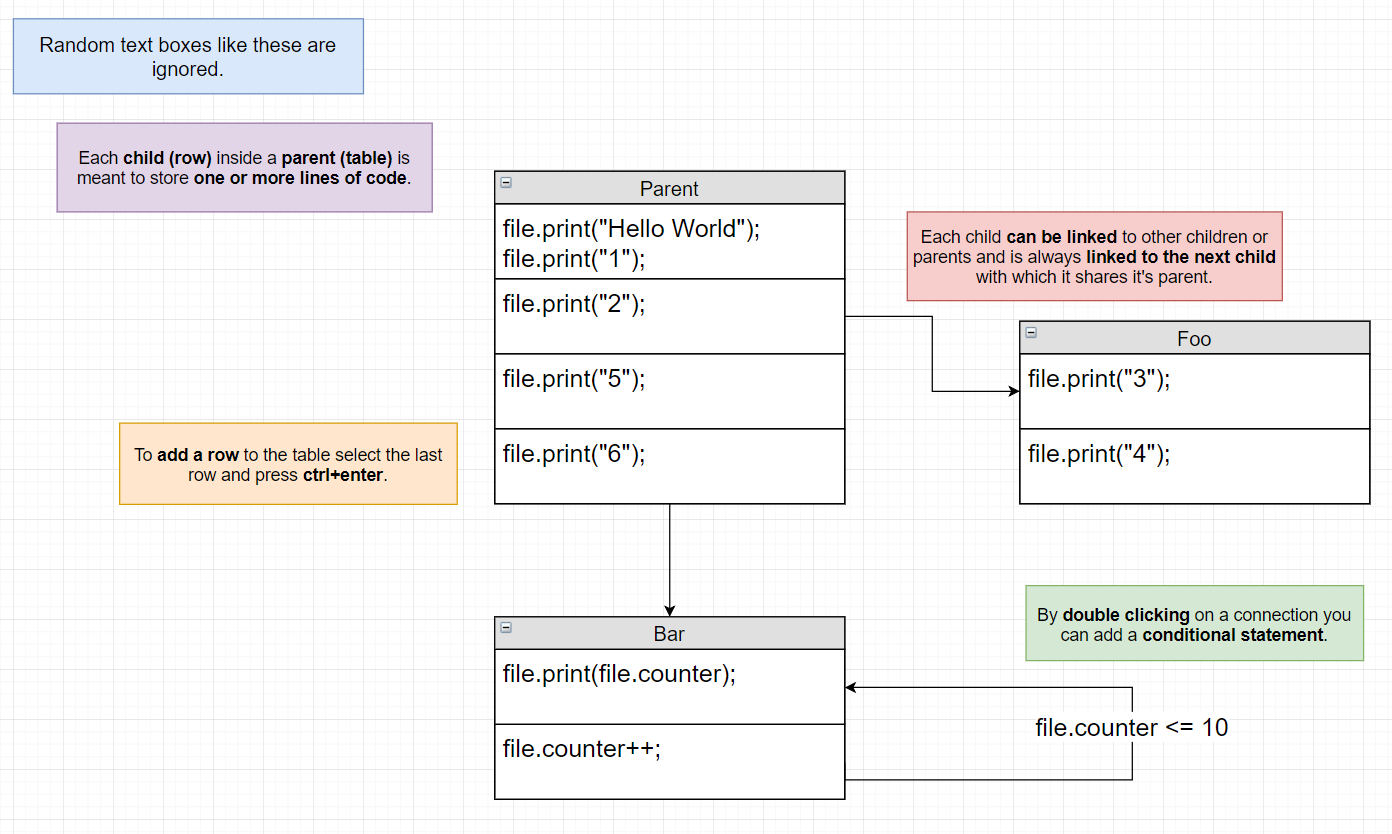 Random text boxes like these are
ignored.
Each child (row) inside a parent (table) is
meant to store one or more lines of code.
Parent
file.print("Hello World");
file.print("1");
file.print("2");
file.print("5");
file.print("6");
Each child can be linked to other children or
parents and is always linked to the next child
with which it shares it's parent.
Foo
file.print("3");
file.print("4");
To add a row to the table select the last
row and press ctrl+enter.
Bar
file.print(file.counter);
file.counter++;
By double clicking on a connection you
can add a conditional statement.
file.counter <= 10